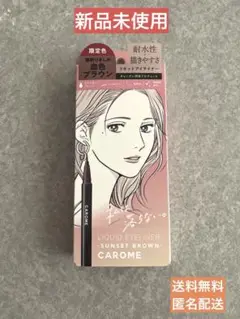 新品未使用
限定色
血色
ブラウン
耐水性
描きやすさ
リキッドアイライナー
CAROME
LIQUID EYELINER
-SUNSET BROWN-
CAROME
送料無料
匿名配送